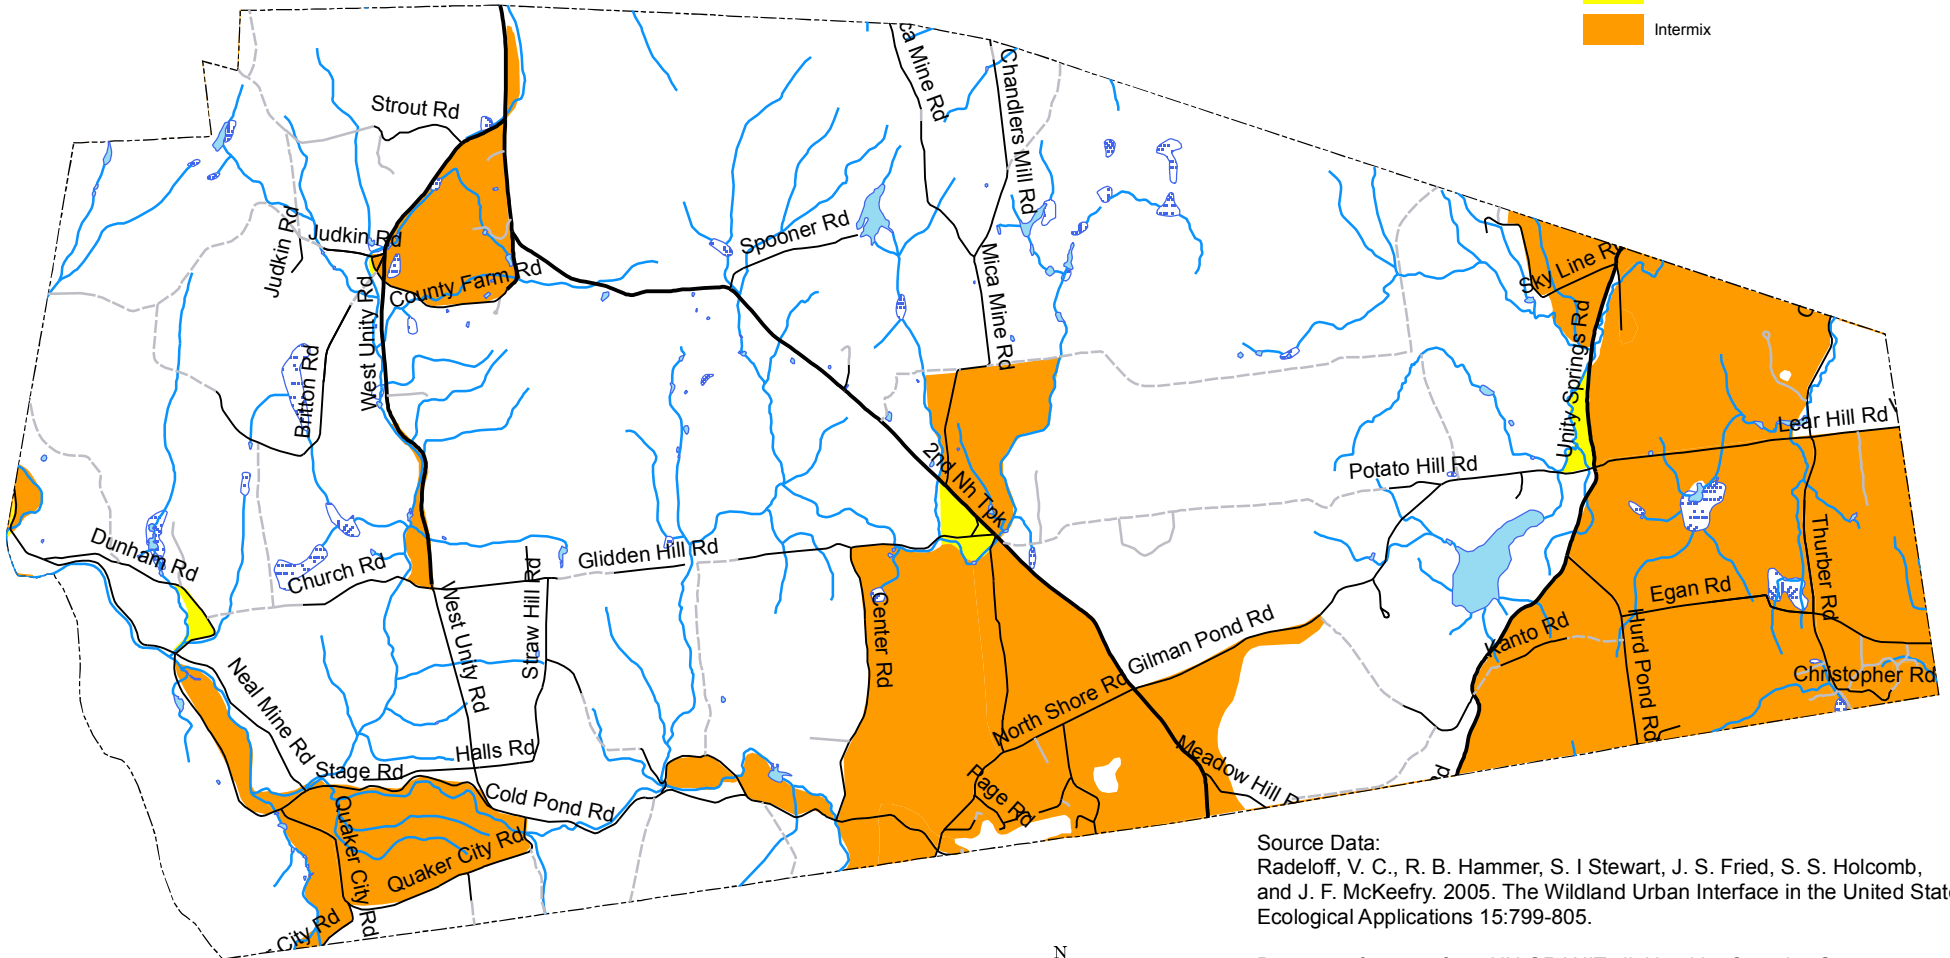 Intermix
ca Mine Rd
Chandlers Mill Rd
Strout Rd
Judkin Rd
Judkin Rd
Spooner Rd
Mica Mine Rd
County Farm Rd
Sky Line R
West Unity Rd
Britton Rd
Unity Springs Rd
Lear Hill Rd
2nd Nh Tpk
Potato Hill Rd
Dunham Rd
Church Rd
Glidden Hill Rd
Thurber Rd
Straw Hill Rd
West Unity Rd
Center Rd
Egan Rd
Hurd Pond Rd
Kanto Rd
Gilman Pond Rd
Christopher Rd
Neal Mine Rd
North Shore Rd
Halls Rd
Stage Rd
Meadow Hill R
Page Rd
Cold Pond Rd
Quaker City Rd
Quaker City Rd
City Rd
N
Source Data:
Radeloff, V. C., R. B. Hammer, S. I Stewart, J. S. Fried, S. S. Holcomb,
and J. F. McKeefry. 2005. The Wildland Urban Interface in the United State
Ecological Applications 15:799-805.